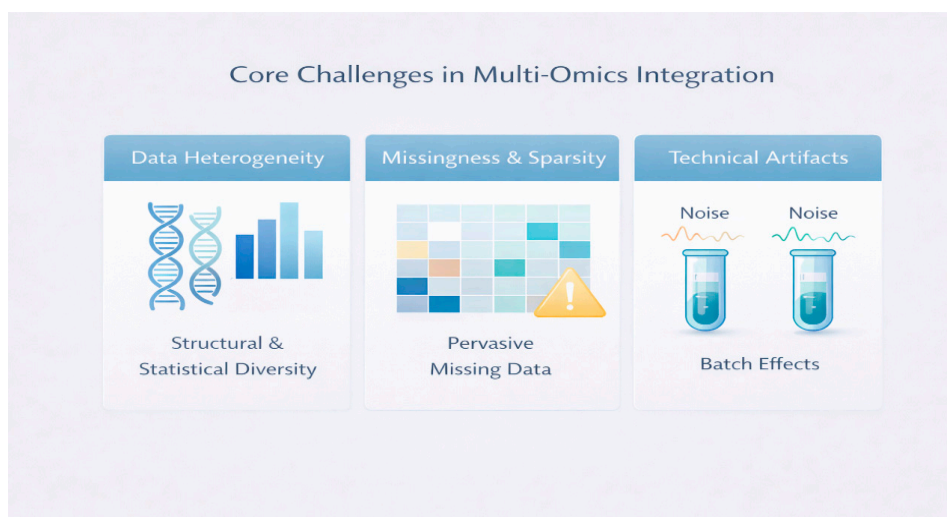 Core Challenges in Multi-Omics Integration
Data Heterogeneity
Structural &
Statistical Diversity
Missingness & Sparsity
Pervasive
Missing Data
Technical Artifacts
Noise
Noise
Batch Effects